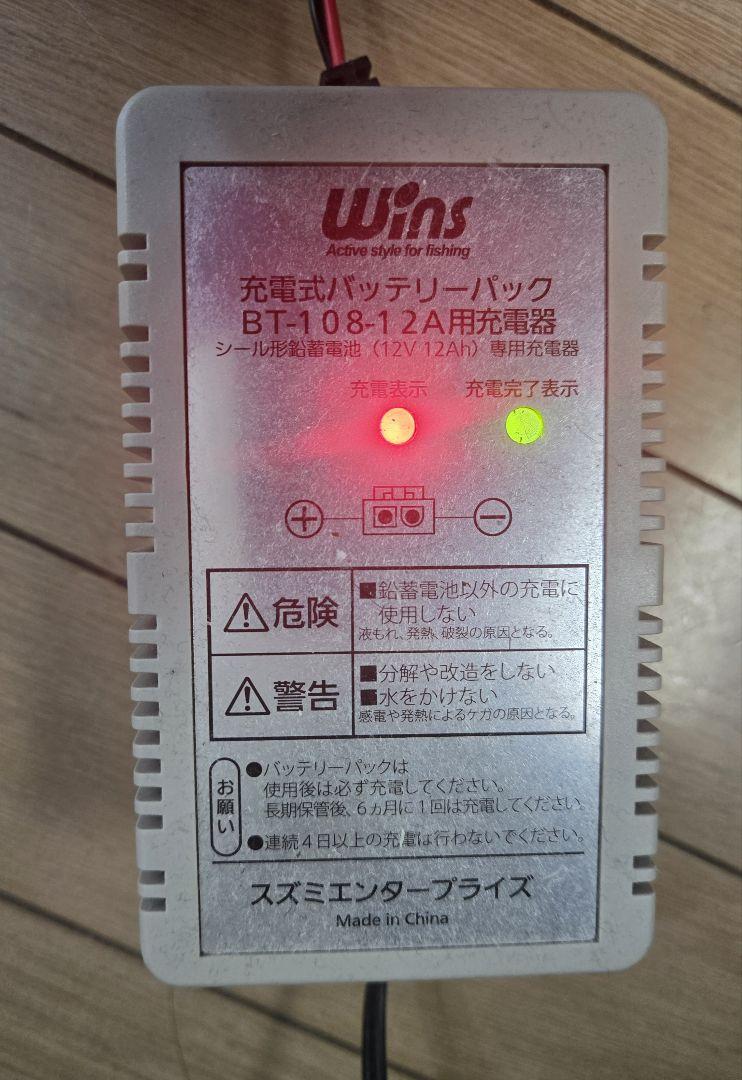 Wins
Active style for fishing
充電式バッテリーパック
BT-108-12A用充電器
シール形鉛蓄電池（12V 12Ah）専用充電器
充電表示 充電完了表示
＋ －
危険
■鉛蓄電池以外の充電に
使用しない
液もれ、発熱、破裂の原因となる。
警告
■分解や改造をしない
■水をかけない
感電や発熱によるケガの原因となる。
お願い
●バッテリーパックは
使用後は必ず充電してください。
長期保管後、6ヵ月に1回は充電してください。
●連続4日以上の充電は行わないでください。
スズミエンタープライズ
Made in China